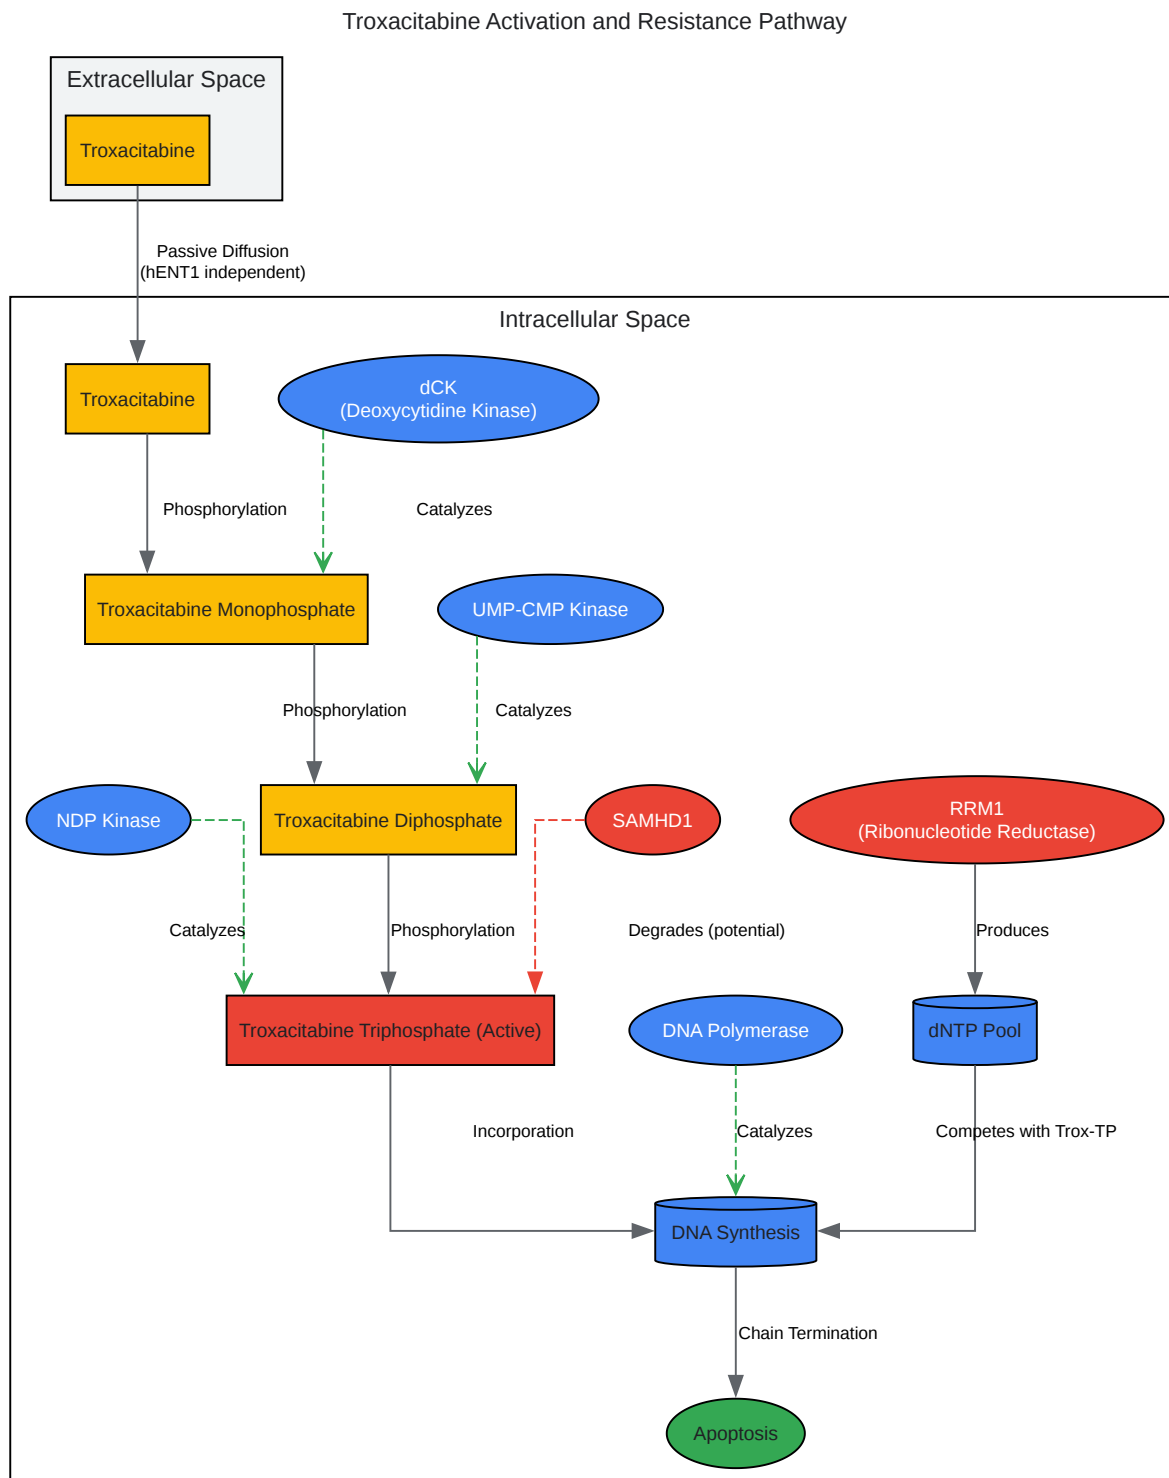 Troxacitabine Activation and Resistance Pathway
Extracellular Space
Troxacitabine
Passive Diffusion
(hENT1 independent)
Intracellular Space
Troxacitabine
dCK
(Deoxycytidine Kinase)
Phosphorylation
Catalyzes
Troxacitabine Monophosphate
UMP-CMP Kinase
Phosphorylation
Catalyzes
NDP Kinase
Troxacitabine Diphosphate
SAMHD1
RRM1
(Ribonucleotide Reductase)
Catalyzes
Phosphorylation
Degrades (potential)
Produces
Troxacitabine Triphosphate (Active)
DNA Polymerase
dNTP Pool
Incorporation
Catalyzes
Competes with Trox-TP
DNA Synthesis
Chain Termination
Apoptosis